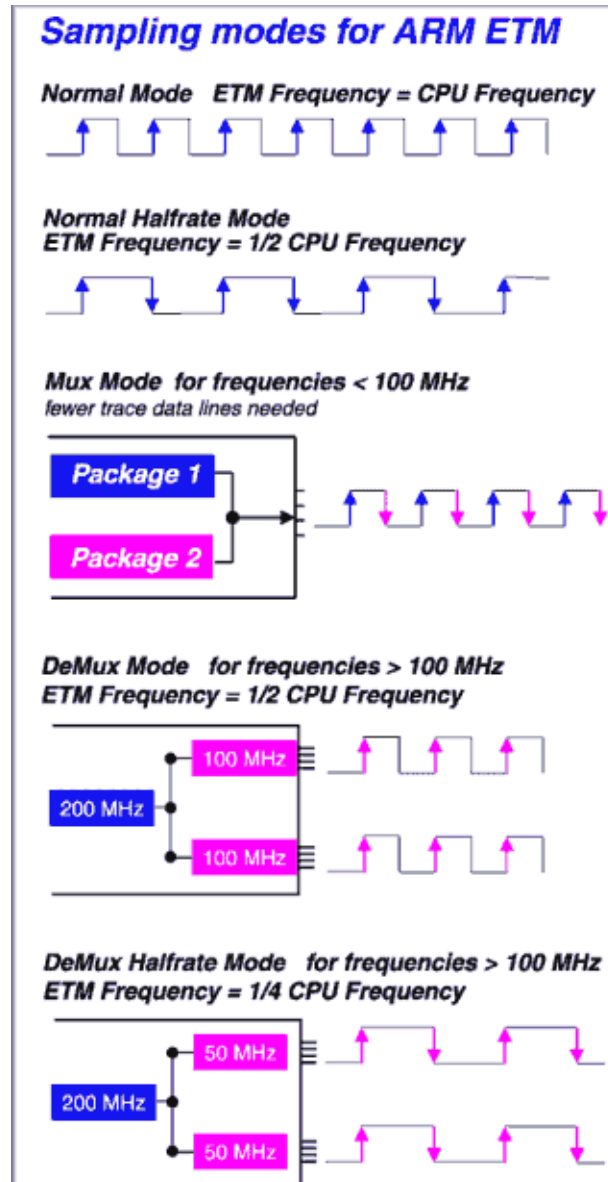 Sampling modes for ARM ETM
Normal Mode ETM Frequency = CPU Frequency
Normal Halfrate Mode
ETM Frequency = 1/2 CPU Frequency
Mux Mode for frequencies < 100 MHz
fewer trace data lines needed
Package 1
Package 2
DeMux Mode for frequencies > 100 MHz
ETM Frequency = 1/2 CPU Frequency
100 MHz
200 MHz
100 MHz
DeMux Halfrate Mode for frequencies > 100 MHz
ETM Frequency = 1/4 CPU Frequency
50 MHz
200 MHz
50 MHz